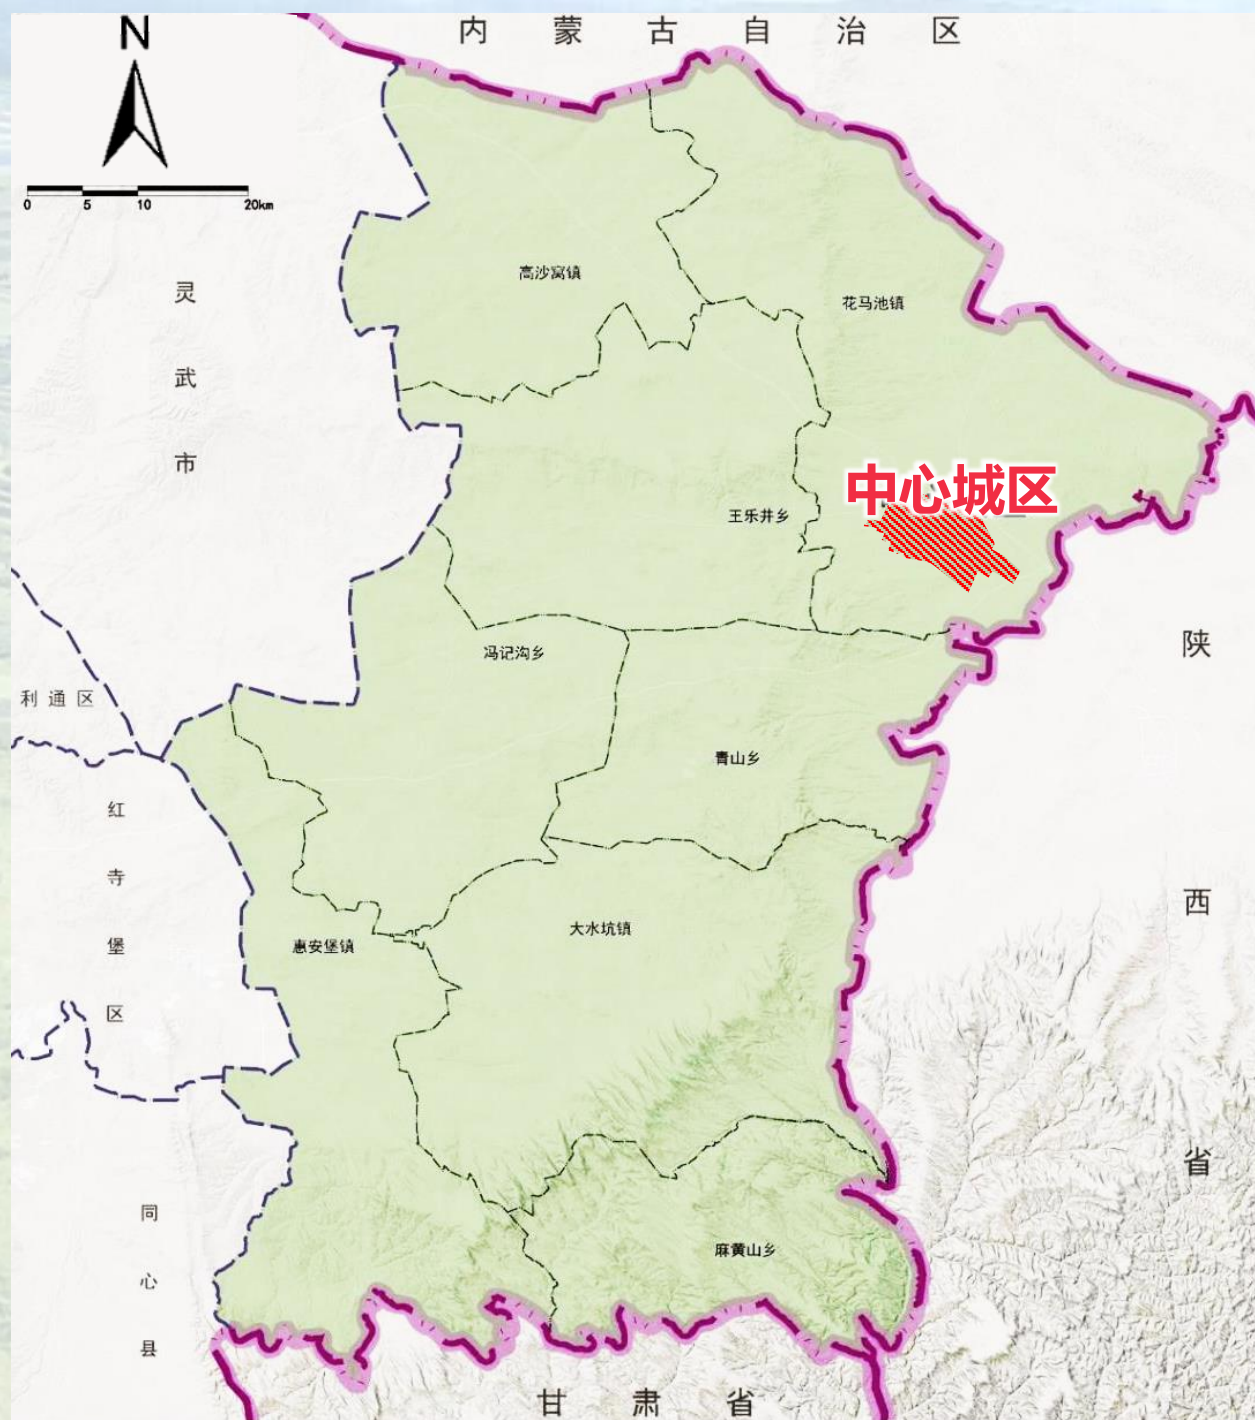 内蒙古自治区
N
0 5 10 20km
高沙窝镇
灵武市
花马池镇
中心城区
王乐井乡
冯记沟乡
陕西省
利通区
青山乡
红寺堡区
大水坑镇
惠安堡镇
同心县
麻黄山乡
甘肃省